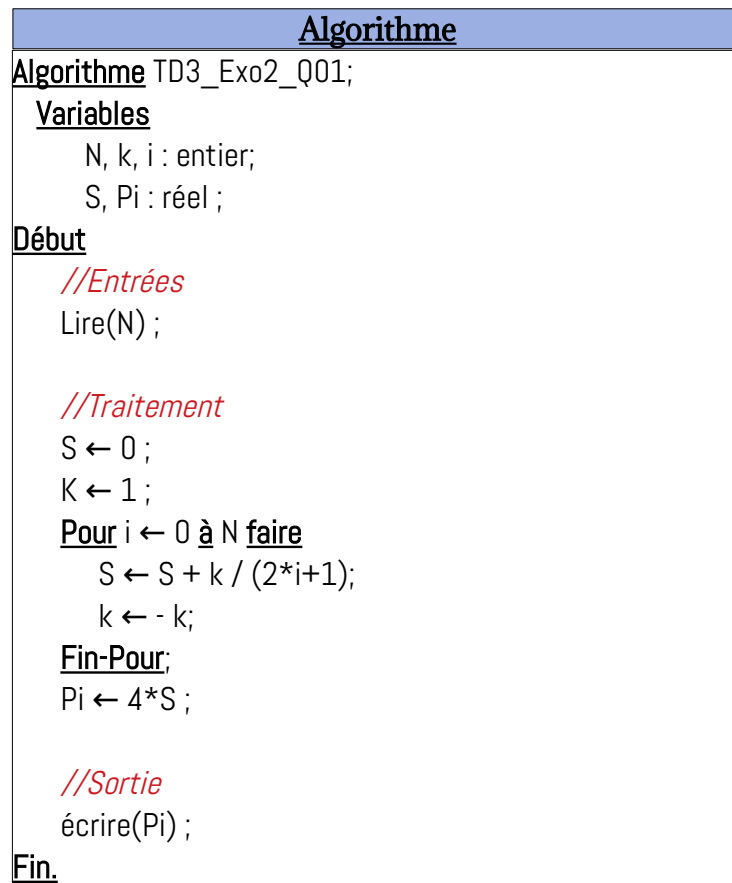 Algorithme
Algorithme TD3_Exo2_Q01;
Variables
N, k, i : entier;
S, Pi : réel ;
Début
//Entrées
Lire(N) ;
//Traitement
S ← 0 ;
K ← 1 ;
Pour i ← 0 à N faire
S ← S + k / (2*i+1);
k ← - k;
Fin-Pour;
Pi ← 4*S ;
//Sortie
écrire(Pi) ;
Fin.